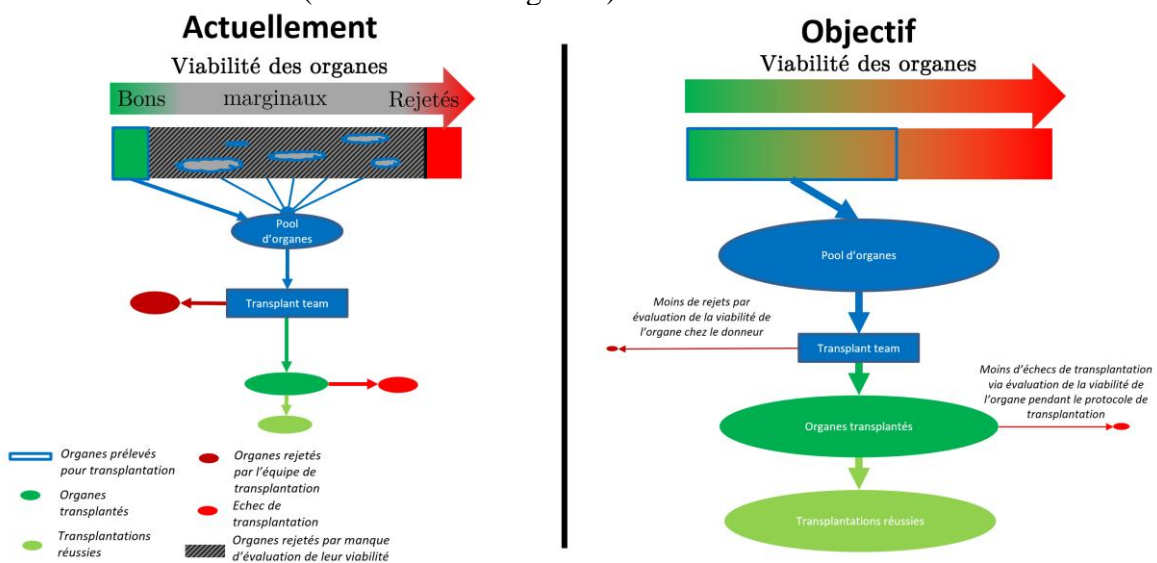 Actuellement
Viabilité des organes
Bons marginaux Rejetés
Pool
d'organes
Transplant team
Organes prélevés
pour transplantation
Organes
transplantés
Transplantations
réussies
Organes rejetés
par l'équipe de
transplantation
Echec de
transplantation
Organes rejetés par manque
d'évaluation de leur viabilité
Objectif
Viabilité des organes
Pool d'organes
Moins de rejets par
évaluation de la viabilité de
l'organe chez le donneur
Transplant team
Moins d'échecs de transplantation
via évaluation de la viabilité de
l'organe pendant le protocole de
transplantation
Organes transplantés
Transplantations réussies